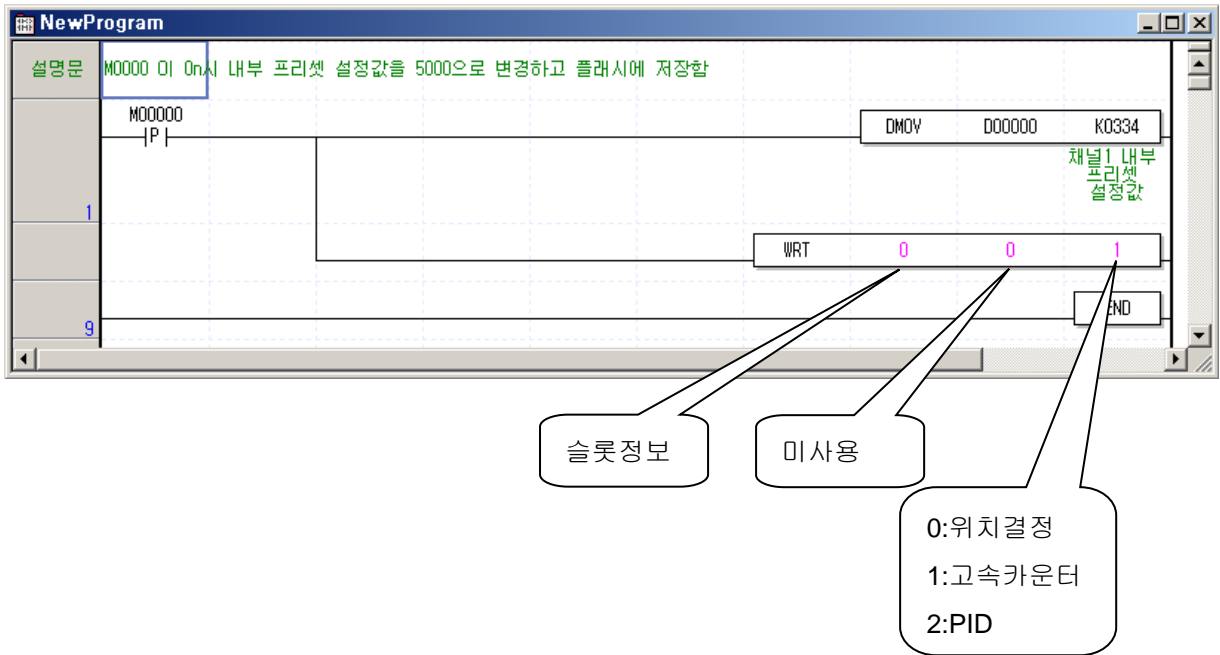 NewProgram
설명문
M0000 이 On시 내부 프리셋 설정값을 5000으로 변경하고 플래시에 저장함
M00000
P
DMOV D00000 K0334
채널1 내부
프리셋
설정값
1
WRT 0 0 1
END
9
슬롯정보
미사용
0:위치결정
1:고속카운터
2:PID